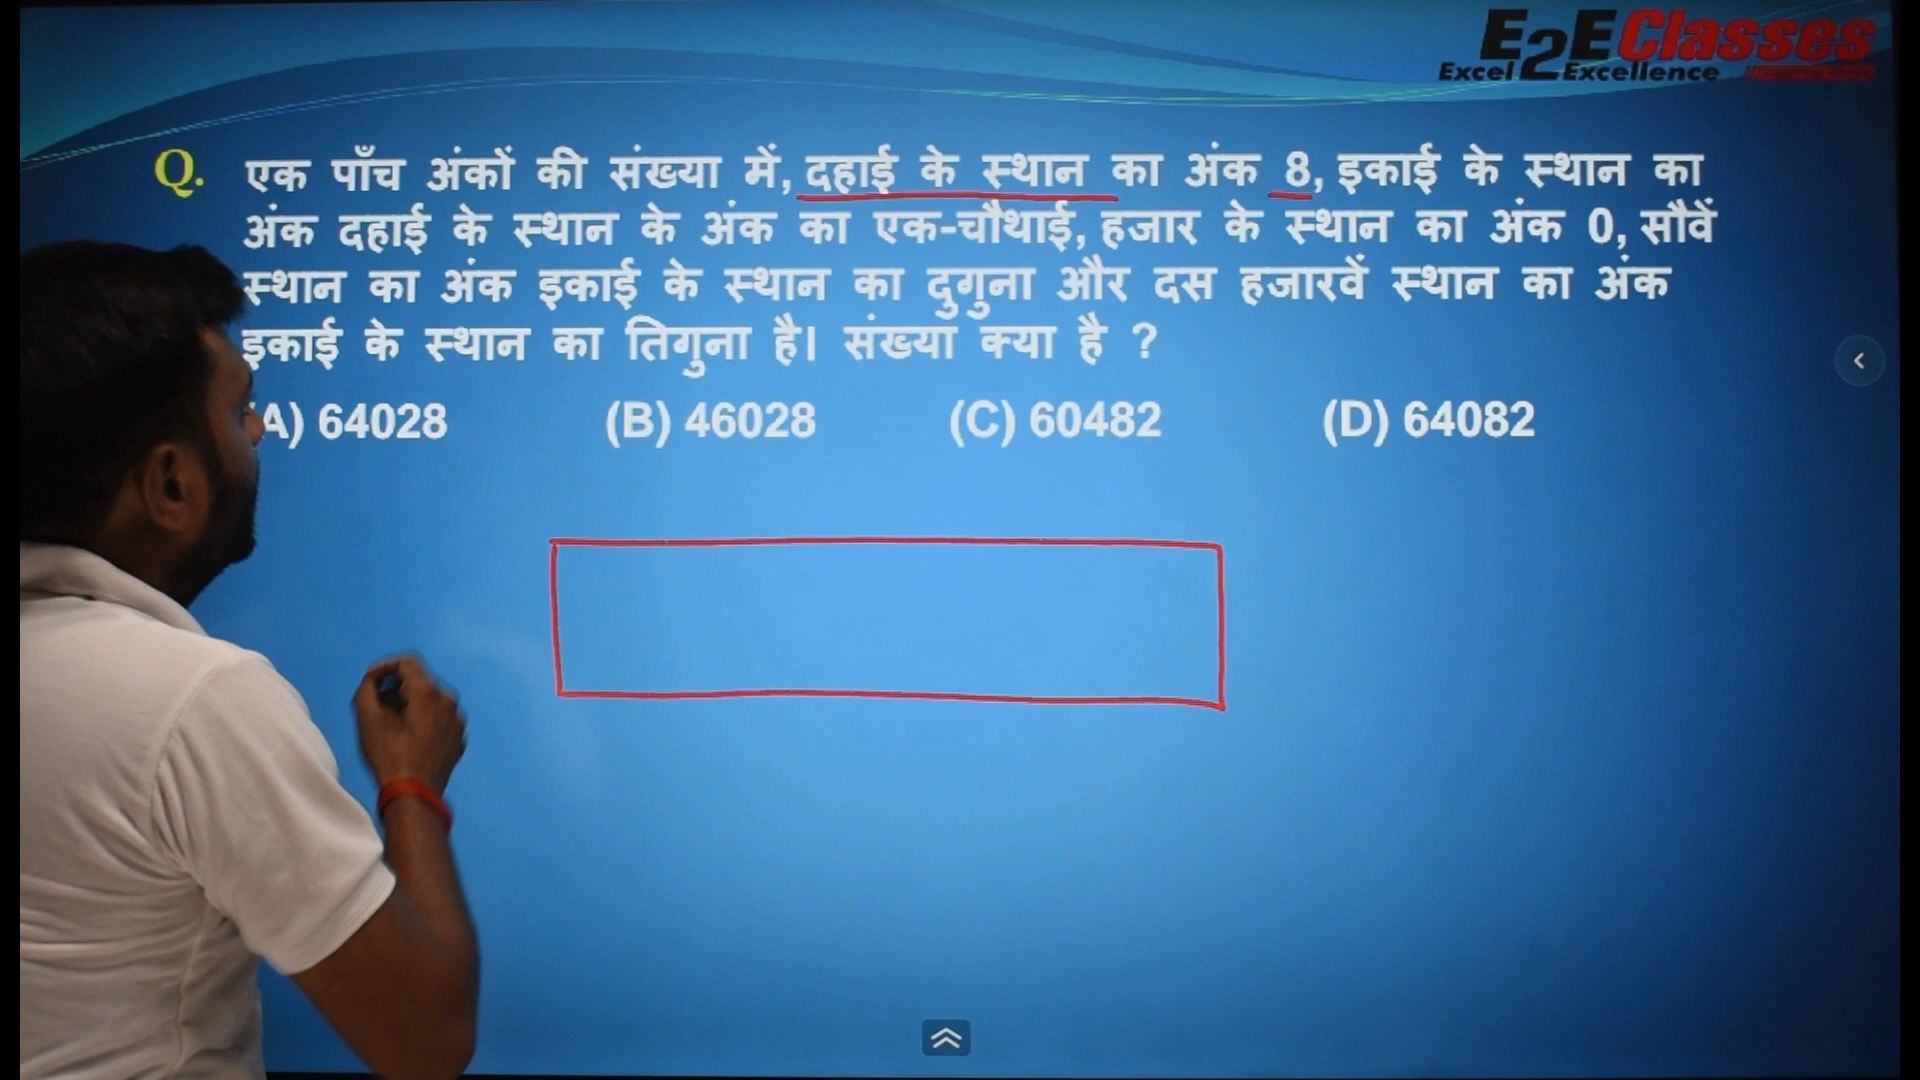 E2E Classes
Excel 2 Excellence
Q. एक पाँच अंकों की संख्या में, दहाई के स्थान का अंक 8, इकाई के स्थान का
अंक दहाई के स्थान के अंक का एक-चौथाई, हजार के स्थान का अंक 0, सौवें
स्थान का अंक इकाई के स्थान का दुगुना और दस हजारवें स्थान का अंक
इकाई के स्थान का तिगुना है। संख्या क्या है ?
A) 64028 (B) 46028 (C) 60482 (D) 64082